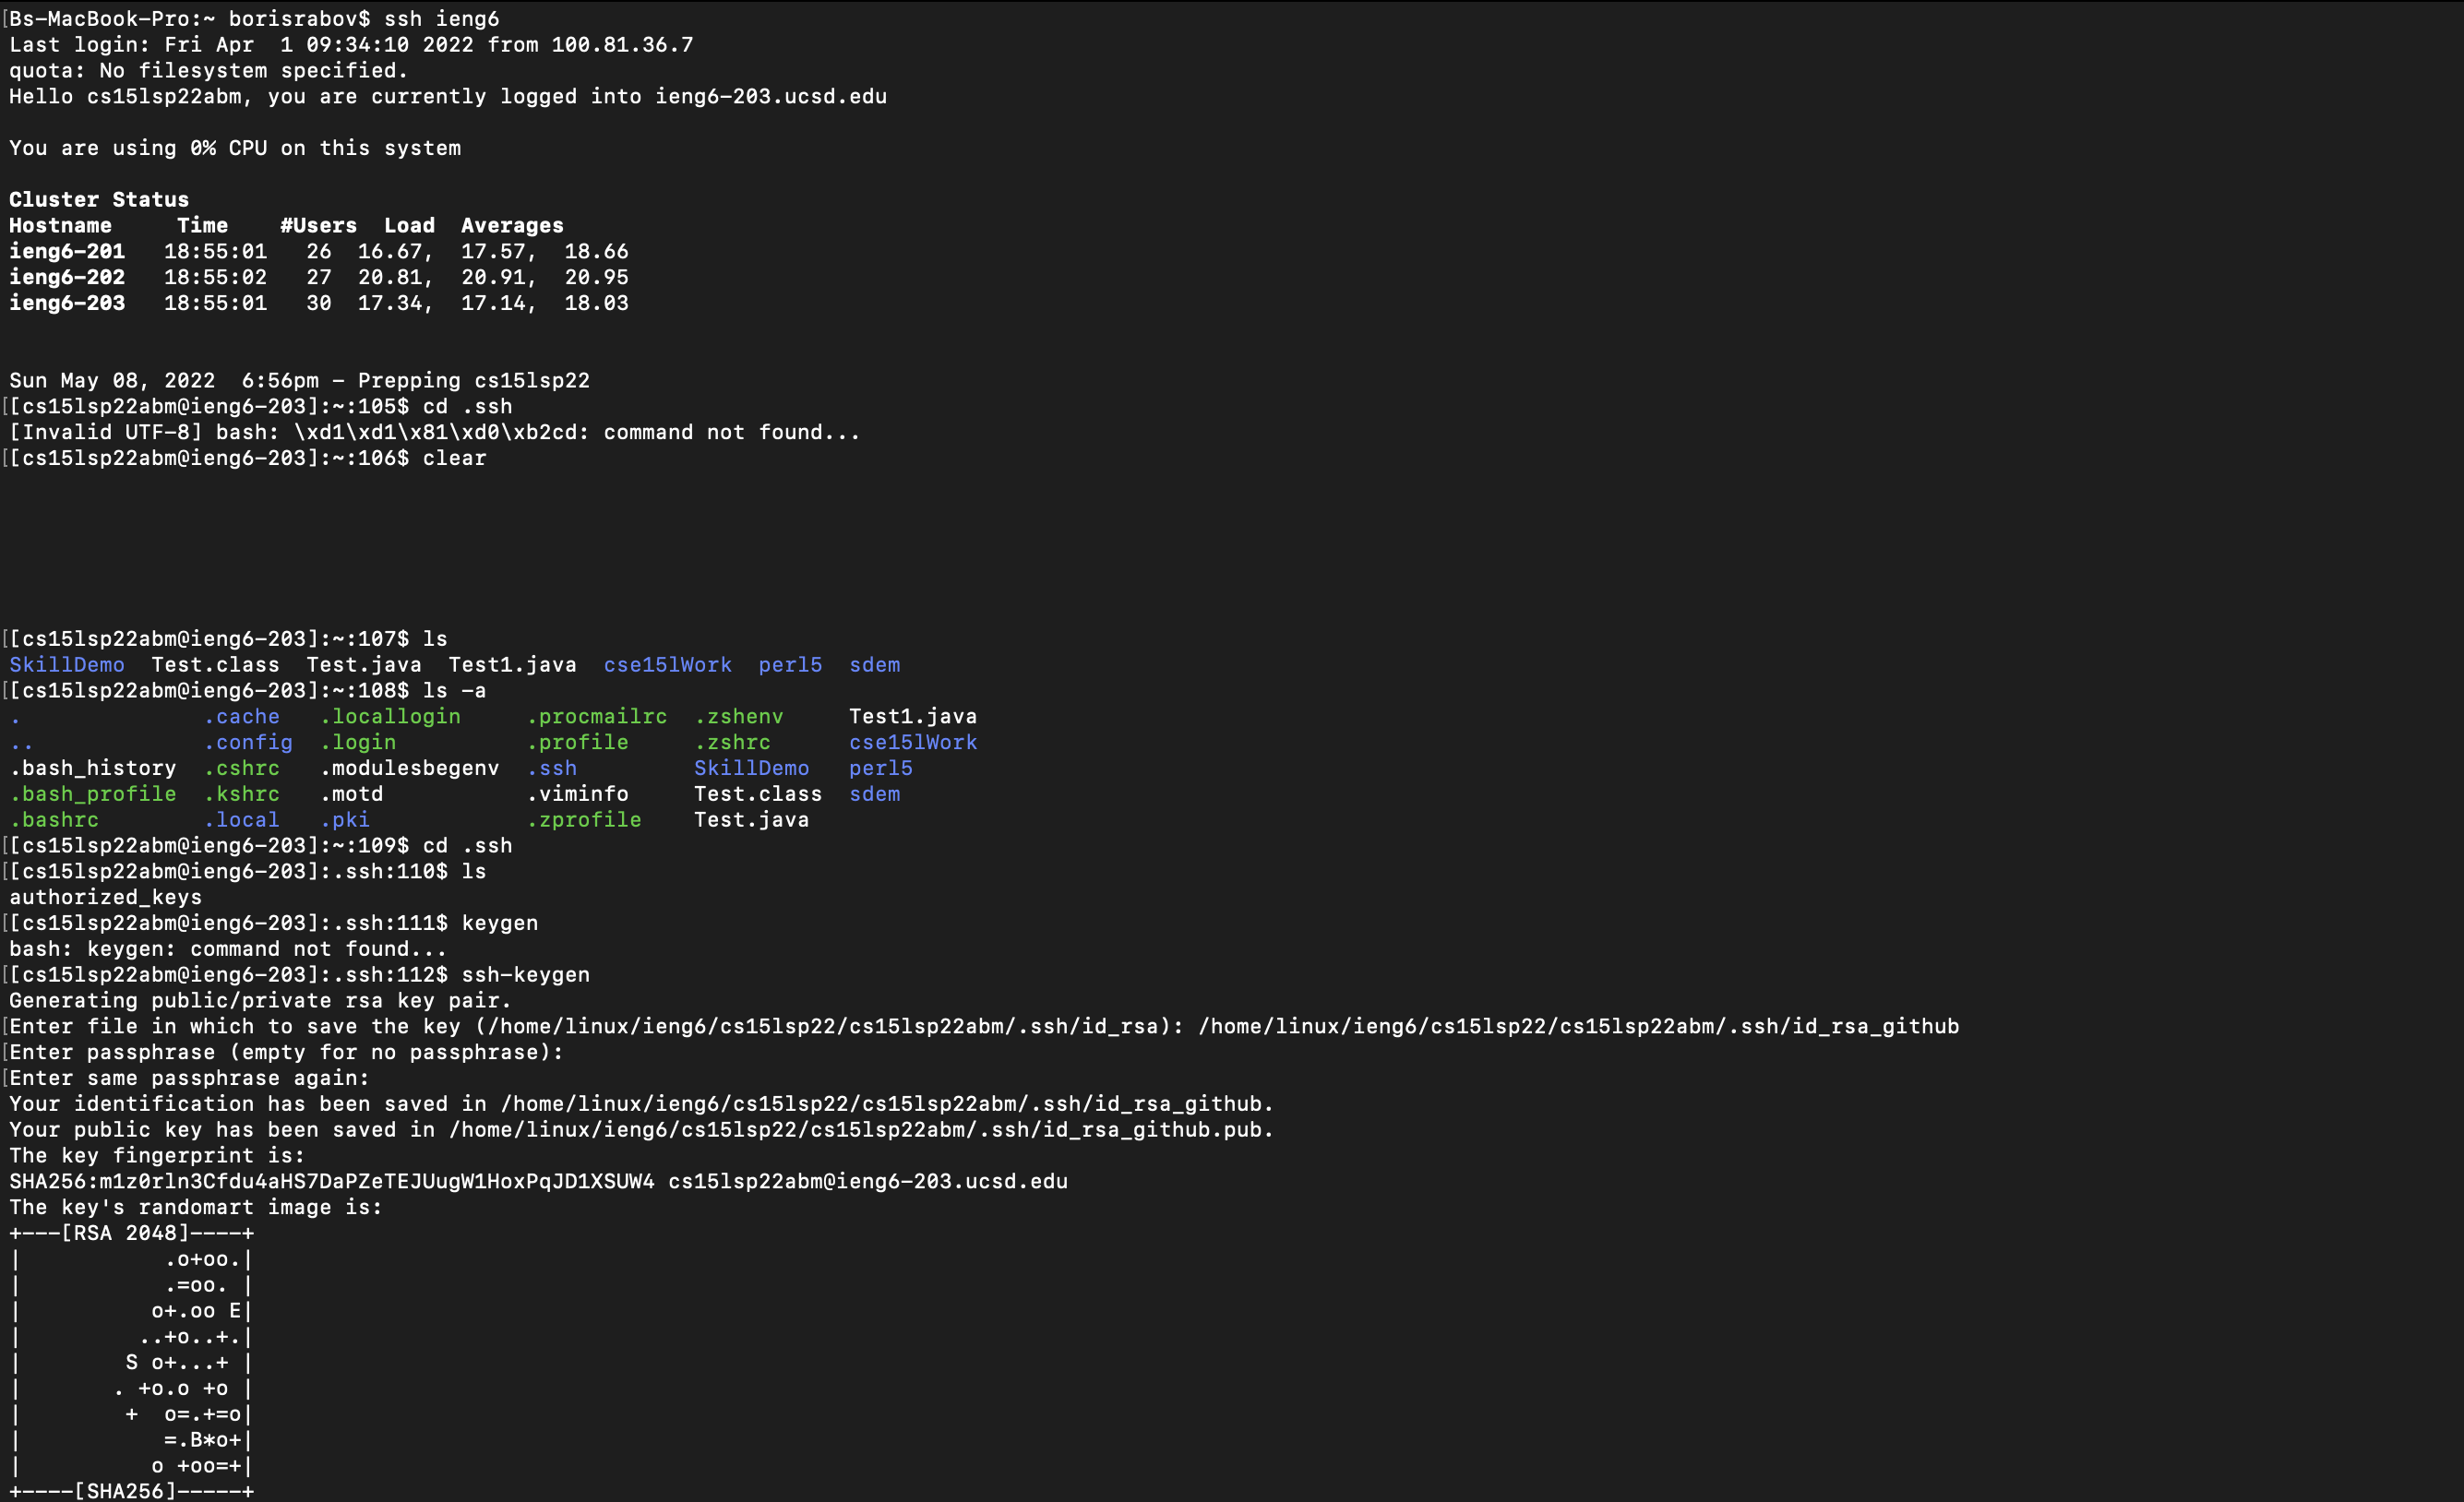 [Bs-MacBook-Pro:~ borisrabov$ ssh ieng6
Last login: Fri Apr  1 09:34:10 2022 from 100.81.36.7
quota: No filesystem specified.
Hello cs15lsp22abm, you are currently logged into ieng6-203.ucsd.edu
You are using 0% CPU on this system
Cluster Status
Hostname     Time    #Users  Load  Averages
ieng6-201   18:55:01   26  16.67,  17.57,  18.66
ieng6-202   18:55:02   27  20.81,  20.91,  20.95
ieng6-203   18:55:01   30  17.34,  17.14,  18.03
Sun May 08, 2022  6:56pm - Prepping cs15lsp22
[[cs15lsp22abm@ieng6-203]:~:105$ cd .ssh
[Invalid UTF-8] bash: \xd1\xd1\x81\xd0\xb2cd: command not found...
[[cs15lsp22abm@ieng6-203]:~:106$ clear
[[cs15lsp22abm@ieng6-203]:~:107$ ls
SkillDemo  Test.class  Test.java  Test1.java  cse15lWork  perl5  sdem
[[cs15lsp22abm@ieng6-203]:~:108$ ls -a
.              .cache   .locallogin     .procmailrc  .zshenv     Test1.java
..             .config  .login          .profile     .zshrc      cse15lWork
.bash_history  .cshrc   .modulesbegenv  .ssh         SkillDemo   perl5
.bash_profile  .kshrc   .motd           .viminfo     Test.class  sdem
.bashrc        .local   .pki            .zprofile    Test.java
[[cs15lsp22abm@ieng6-203]:~:109$ cd .ssh
[[cs15lsp22abm@ieng6-203]:.ssh:110$ ls
authorized_keys
[[cs15lsp22abm@ieng6-203]:.ssh:111$ keygen
bash: keygen: command not found...
[[cs15lsp22abm@ieng6-203]:.ssh:112$ ssh-keygen
Generating public/private rsa key pair.
[Enter file in which to save the key (/home/linux/ieng6/cs15lsp22/cs15lsp22abm/.ssh/id_rsa): /home/linux/ieng6/cs15lsp22/cs15lsp22abm/.ssh/id_rsa_github
[Enter passphrase (empty for no passphrase):
[Enter same passphrase again:
Your identification has been saved in /home/linux/ieng6/cs15lsp22/cs15lsp22abm/.ssh/id_rsa_github.
Your public key has been saved in /home/linux/ieng6/cs15lsp22/cs15lsp22abm/.ssh/id_rsa_github.pub.
The key fingerprint is:
SHA256:m1z0rln3Cfdu4aHS7DaPZeTEJUugW1HoxPqJD1XSUW4 cs15lsp22abm@ieng6-203.ucsd.edu
The key's randomart image is:
+---[RSA 2048]----+
|           .o+oo.|
|           .=oo. |
|          o+.oo E|
|         ..+o..+.|
|        S o+...+ |
|       . +o.o +o |
|        +  o=.+=o|
|           =.B*o+|
|          o +oo=+|
+----[SHA256]-----+